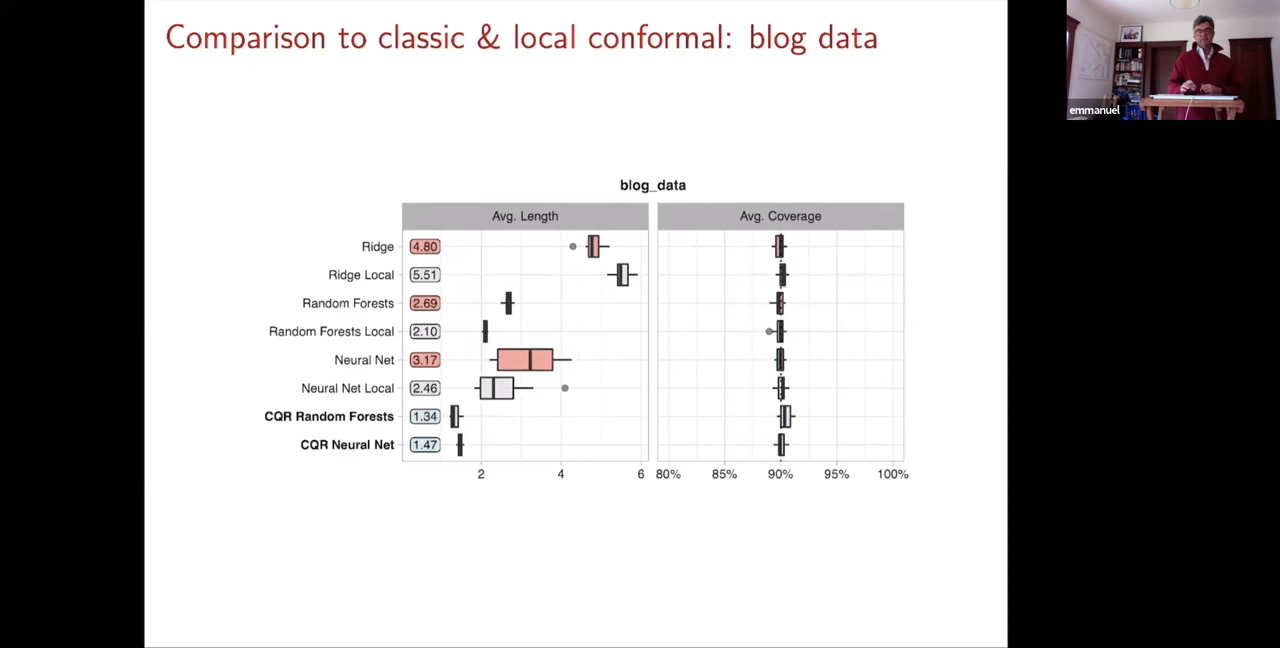 Comparison to classic & local conformal: blog data
emmanuel
blog_data
Avg. Length Avg. Coverage
Ridge 4.80
Ridge Local 5.51
Random Forests 2.69
Random Forests Local 2.10
Neural Net 3.17
Neural Net Local 2.46
CQR Random Forests 1.34
CQR Neural Net 1.47
2 4 6 80% 85% 90% 95% 100%